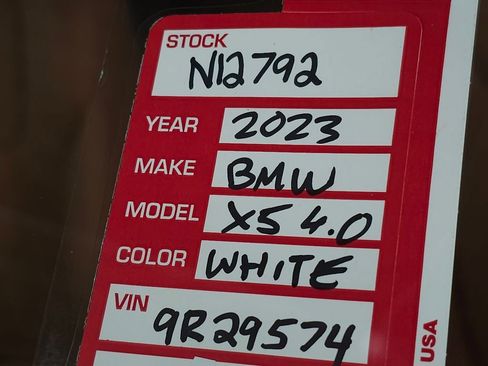 STOCK
N12792
YEAR 2023
MAKE BMW
MODEL X5 4.0
COLOR WHITE
VIN
9R29574
USA